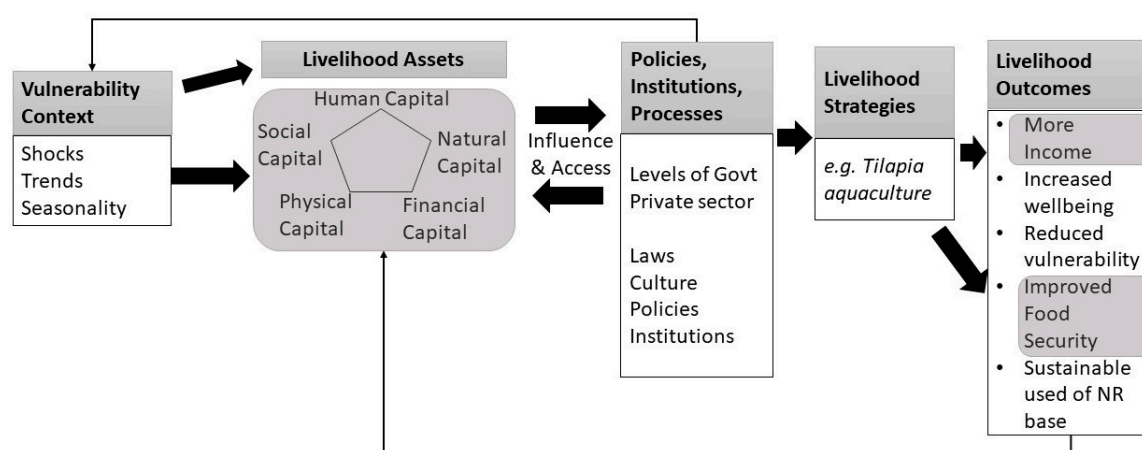 Vulnerability
Context
Shocks
Trends
Seasonality
Livelihood Assets
Human Capital
Social
Capital
Natural
Capital
Physical
Capital
Financial
Capital
Influence
& Access
Policies,
Institutions,
Processes
Levels of Govt
Private sector
Laws
Culture
Policies
Institutions
Livelihood
Strategies
e.g. Tilapia
aquaculture
Livelihood
Outcomes
• More
Income
• Increased
wellbeing
• Reduced
vulnerability
• Improved
Food
Security
• Sustainable
used of NR
base